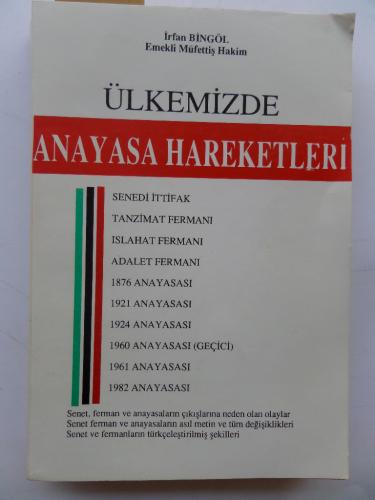 İrfan BİNGÖL
Emekli Müfettiş Hakim
ÜLKEMİZDE
ANAYASA HAREKETLERİ
SENEDİ İTTİFAK
TANZİMAT FERMANI
ISLAHAT FERMANI
ADALET FERMANI
1876 ANAYASASI
1921 ANAYASASI
1924 ANAYASASI
1960 ANAYASASI (GEÇİCİ)
1961 ANAYASASI
1982 ANAYASASI
Senet, ferman ve anayasaların çıkışlarına neden olan olaylar
Senet ferman ve anayasaların asıl metin ve tüm değişiklikleri
Senet ve fermanların türkçeleştirilmiş şekilleri